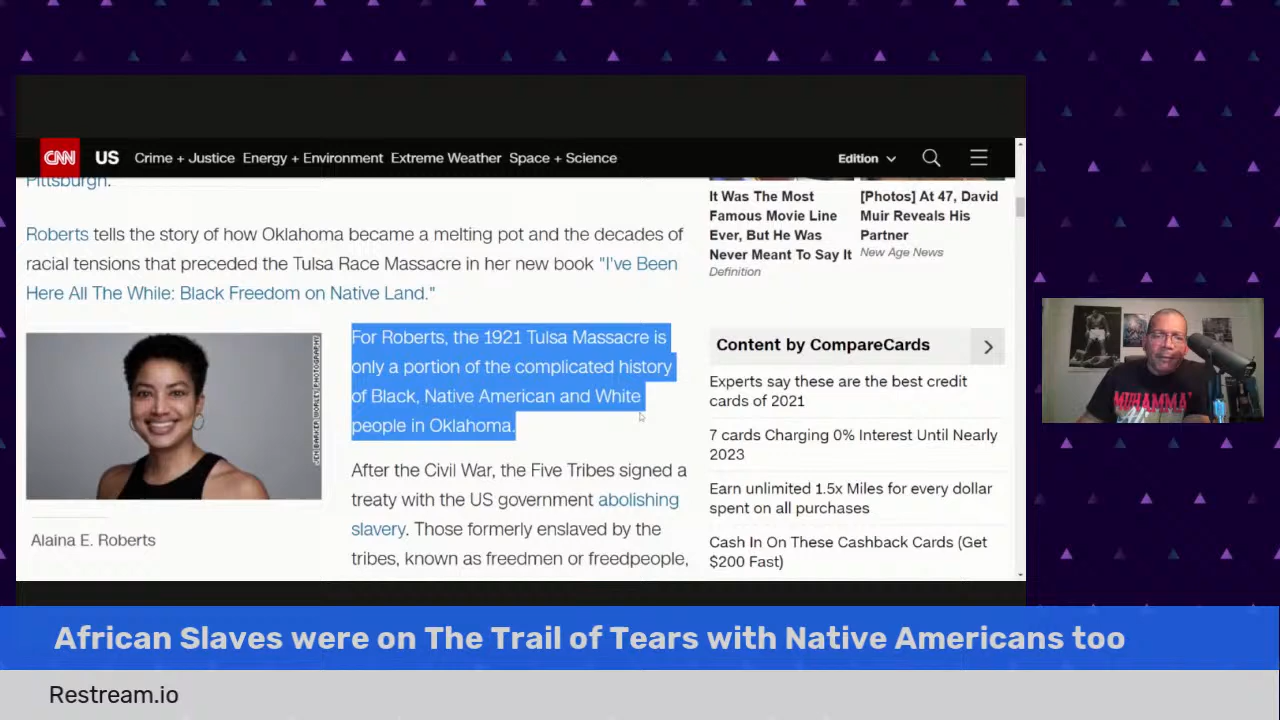 CNN US Crime + Justice Energy + Environment Extreme Weather Space + Science Edition
Pittsburgh.
Roberts tells the story of how Oklahoma became a melting pot and the decades of
racial tensions that preceded the Tulsa Race Massacre in her new book "I've Been
Here All The While: Black Freedom on Native Land."
JEN BARKER WORLEY PHOTOGRAPHY
Alaina E. Roberts
For Roberts, the 1921 Tulsa Massacre is
only a portion of the complicated history
of Black, Native American and White
people in Oklahoma.
After the Civil War, the Five Tribes signed a
treaty with the US government abolishing
slavery. Those formerly enslaved by the
tribes, known as freedmen or freedpeople,
It Was The Most
Famous Movie Line
Ever, But He Was
Never Meant To Say It
Definition
[Photos] At 47, David
Muir Reveals His
Partner
New Age News
Content by CompareCards
Experts say these are the best credit
cards of 2021
7 cards Charging 0% Interest Until Nearly
2023
Earn unlimited 1.5x Miles for every dollar
spent on all purchases
Cash In On These Cashback Cards (Get
$200 Fast)
MUHAMMA
African Slaves were on The Trail of Tears with Native Americans too
Restream.io